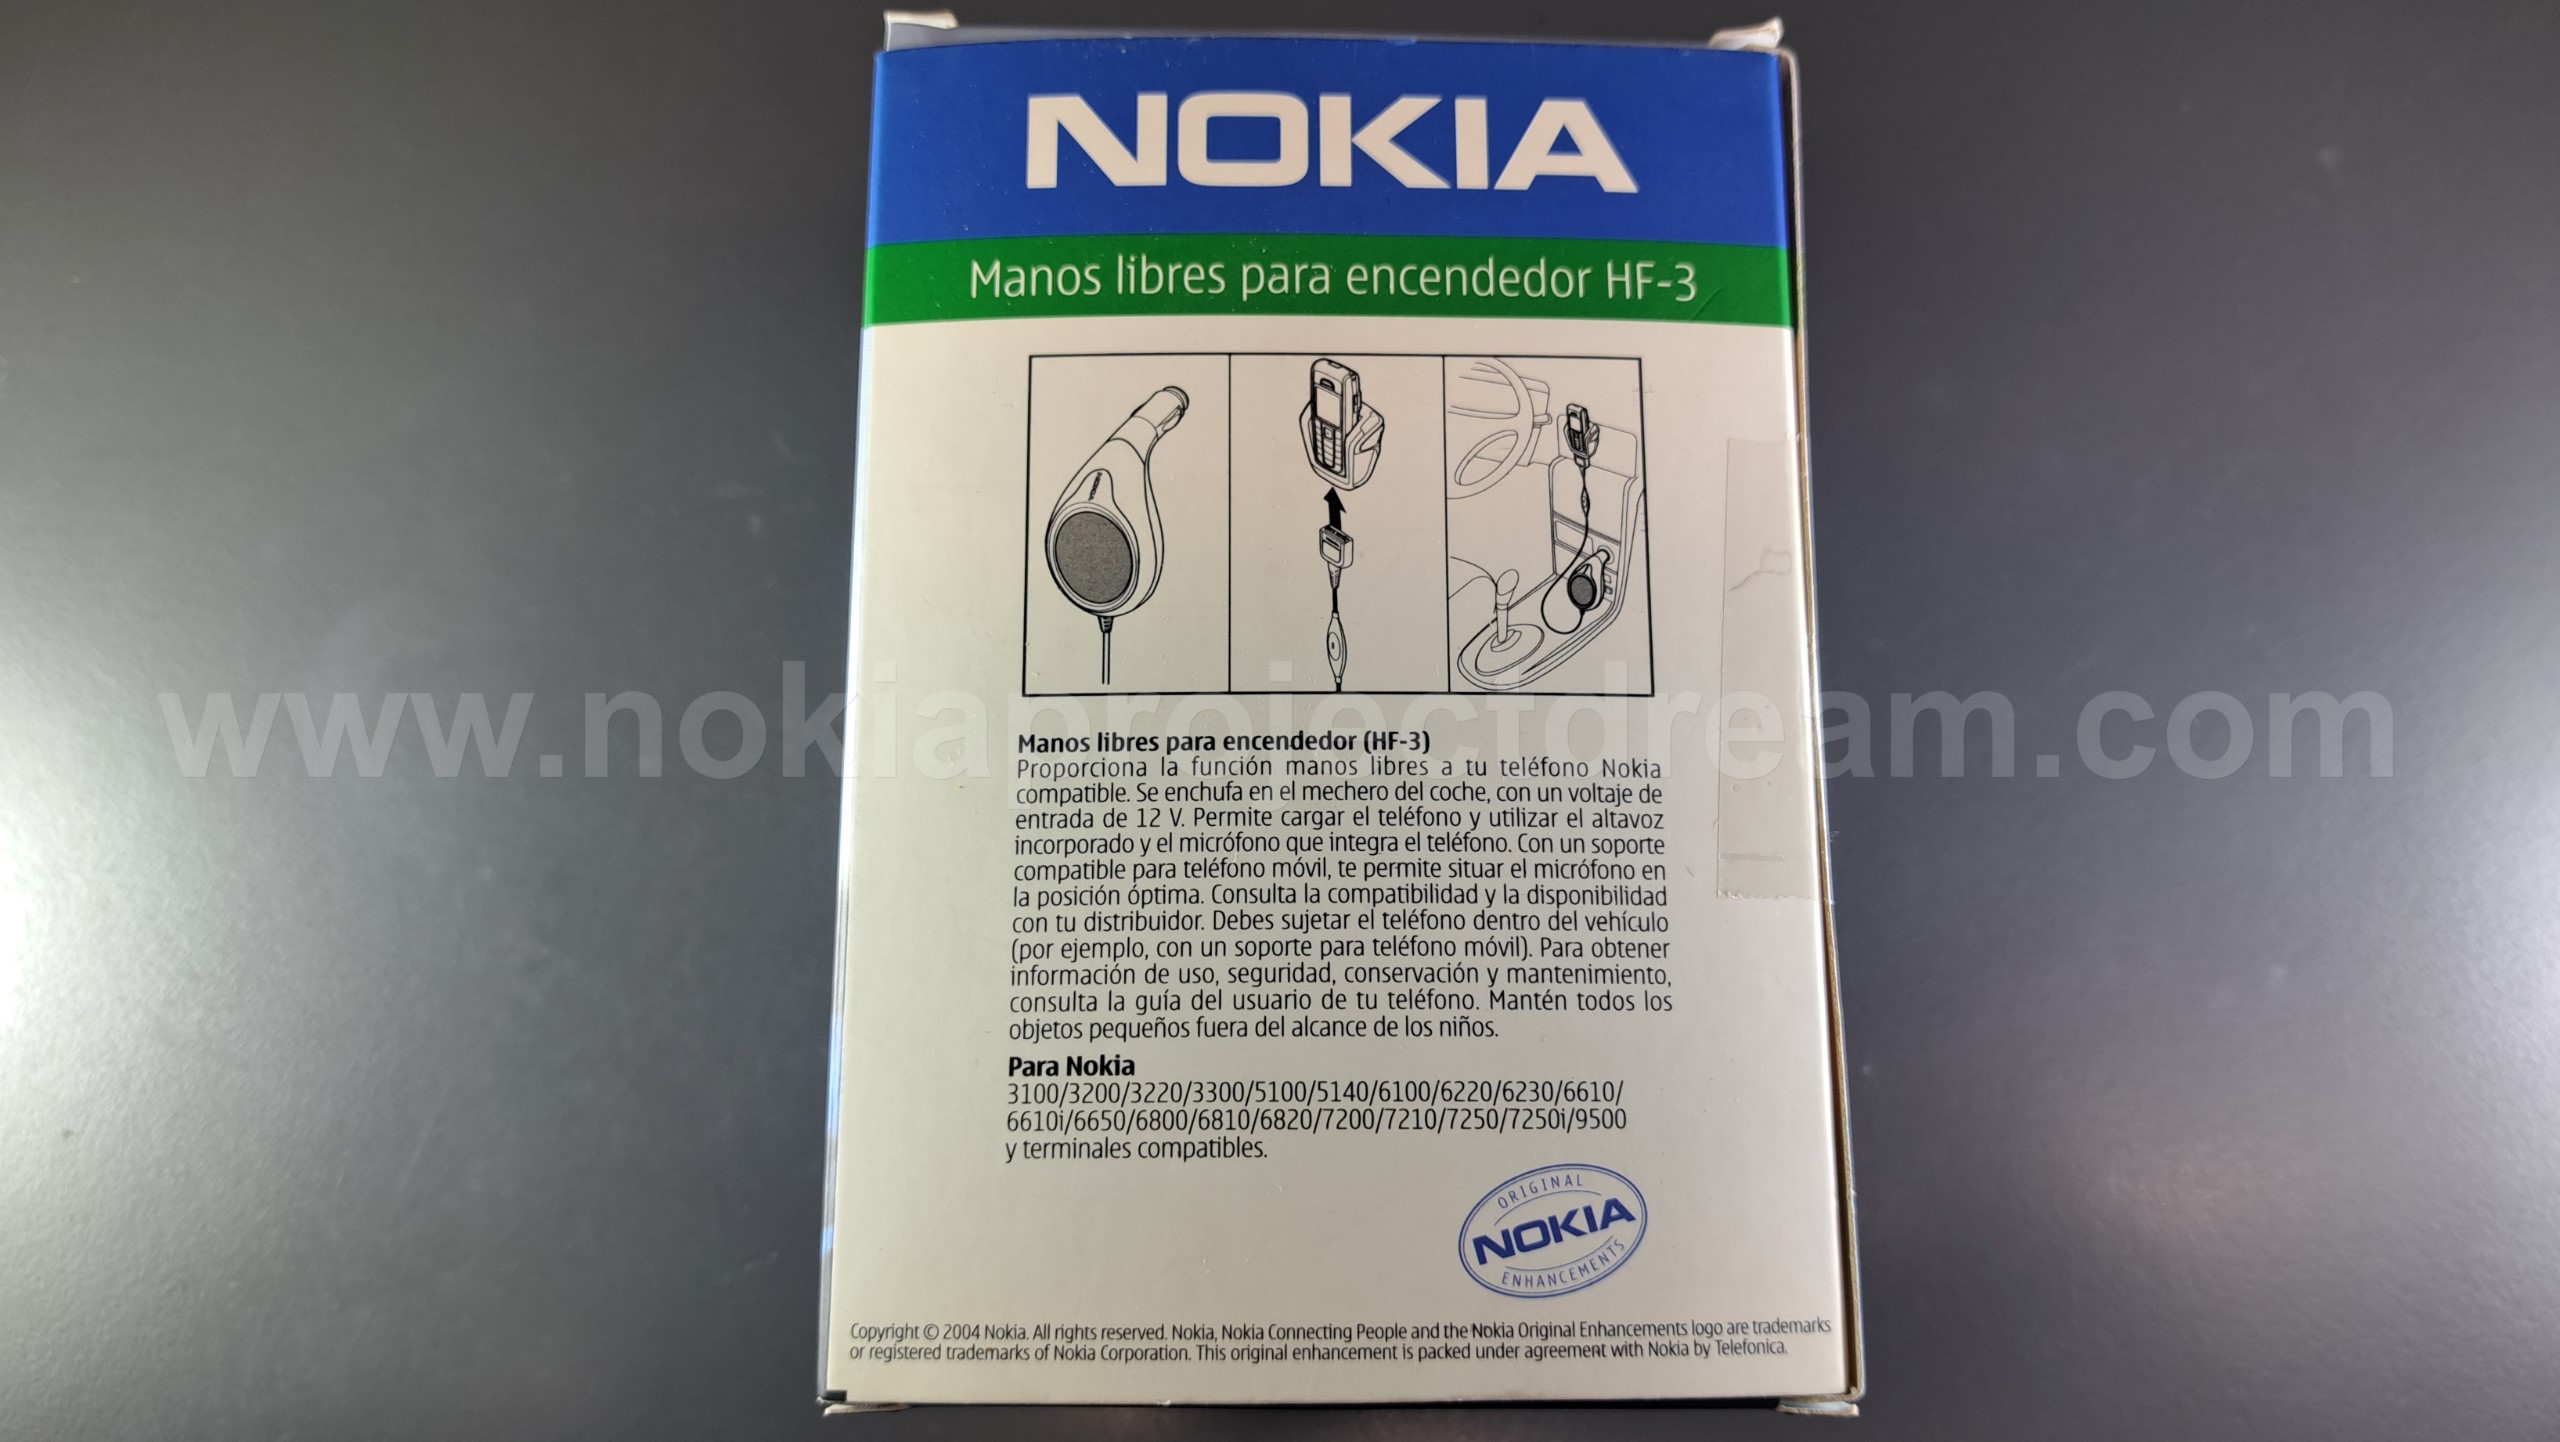 NOKIA
Manos libres para encendedor HF-3
NOKIA
www.nokiaprojectdream.com
Manos libres para encendedor (HF-3)
Proporciona la función manos libres a tu teléfono Nokia
compatible. Se enchufa en el mechero del coche, con un voltaje de
entrada de 12 V. Permite cargar el teléfono y utilizar el altavoz
incorporado y el micrófono que integra el teléfono. Con un soporte
compatible para teléfono móvil, te permite situar el micrófono en
la posición óptima. Consulta la compatibilidad y la disponibilidad
con tu distribuidor. Debes sujetar el teléfono dentro del vehículo
(por ejemplo, con un soporte para teléfono móvil). Para obtener
información de uso, seguridad, conservación y mantenimiento,
consulta la guía del usuario de tu teléfono. Mantén todos los
objetos pequeños fuera del alcance de los niños.
Para Nokia
3100/3200/3220/3300/5100/5140/6100/6220/6230/6610/
6610i/6650/6800/6810/6820/7200/7210/7250/7250i/9500
y terminales compatibles.
ORIGINAL
NOKIA
ENHANCEMENTS
Copyright © 2004 Nokia. All rights reserved. Nokia, Nokia Connecting People and the Nokia Original Enhancements logo are trademarks
or registered trademarks of Nokia Corporation. This original enhancement is packed under agreement with Nokia by Telefonica.